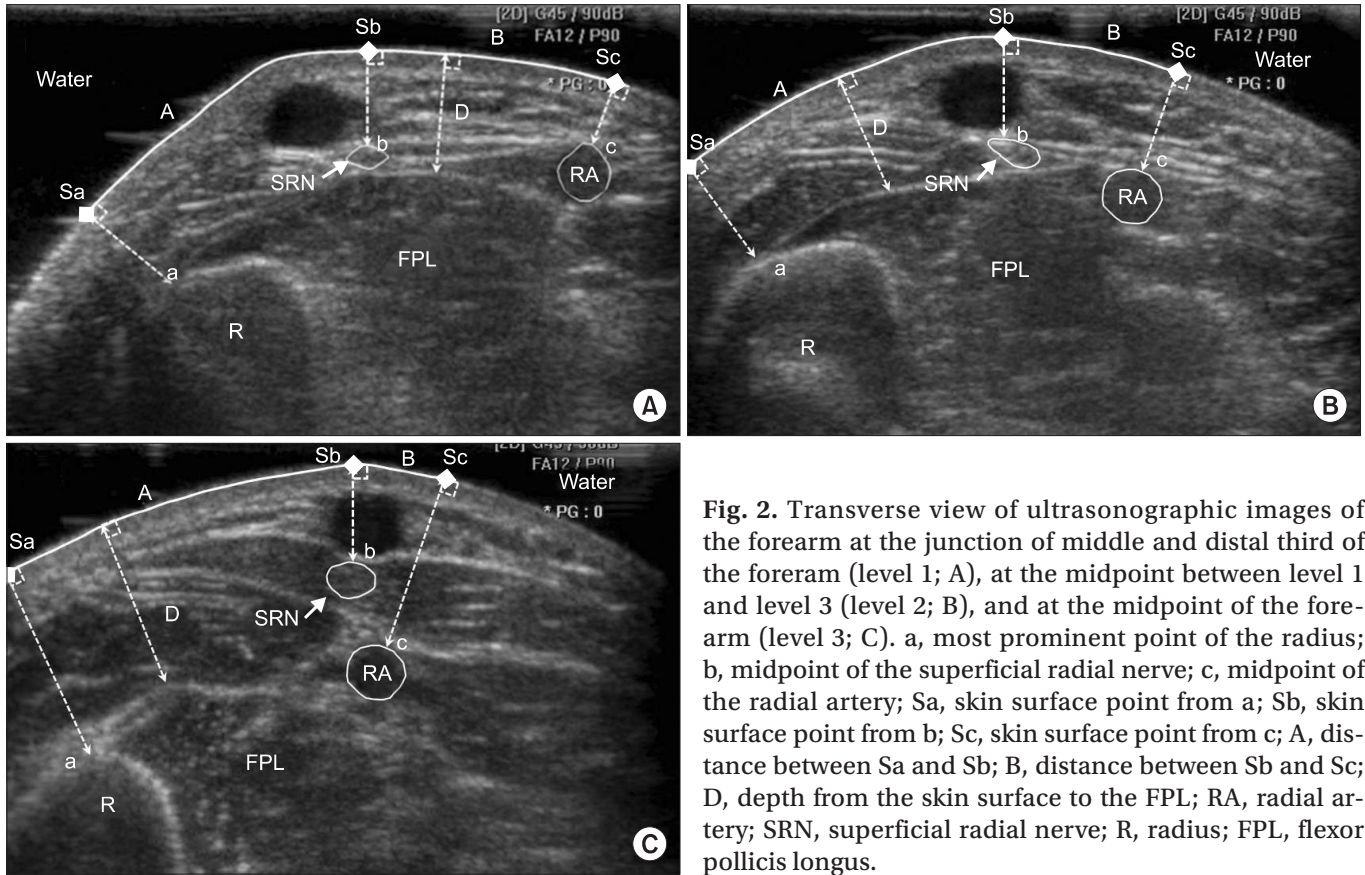 [2D] G45 / 90dB
FA12 / P90
* PG : 0
Water
Sa
A
Sb
B
Sc
D
b
c
SRN
RA
a
FPL
R
A
[2D] G45 / 90dB
FA12 / P90
* PG : 0
Water
Sa
A
Sb
B
Sc
D
b
c
SRN
RA
a
FPL
R
B
[2D] G45 / 90dB
FA12 / P90
* PG : 0
Water
Sa
A
Sb
B
Sc
D
b
c
SRN
RA
a
FPL
R
C
Fig. 2. Transverse view of ultrasonographic images of
the forearm at the junction of middle and distal third of
the foreram (level 1; A), at the midpoint between level 1
and level 3 (level 2; B), and at the midpoint of the fore-
arm (level 3; C). a, most prominent point of the radius;
b, midpoint of the superficial radial nerve; c, midpoint of
the radial artery; Sa, skin surface point from a; Sb, skin
surface point from b; Sc, skin surface point from c; A, dis-
tance between Sa and Sb; B, distance between Sb and Sc;
D, depth from the skin surface to the FPL; RA, radial ar-
tery; SRN, superficial radial nerve; R, radius; FPL, flexor
pollicis longus.